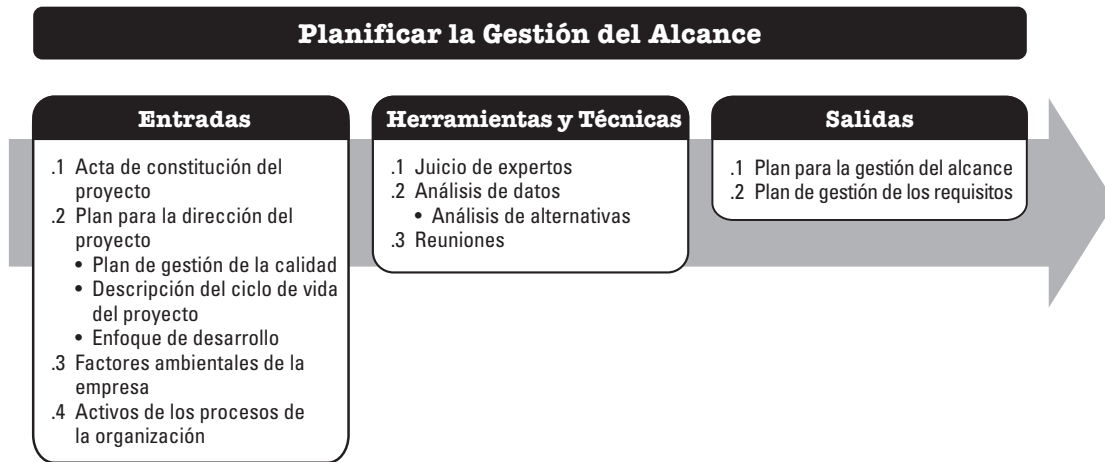 Planificar la Gestión del Alcance
Entradas
.1 Acta de constitución del
proyecto
.2 Plan para la dirección del
proyecto
• Plan de gestión de la calidad
• Descripción del ciclo de vida
del proyecto
• Enfoque de desarrollo
.3 Factores ambientales de la
empresa
.4 Activos de los procesos de
la organización
Herramientas y Técnicas
.1 Juicio de expertos
.2 Análisis de datos
• Análisis de alternativas
.3 Reuniones
Salidas
.1 Plan para la gestión del alcance
.2 Plan de gestión de los requisitos